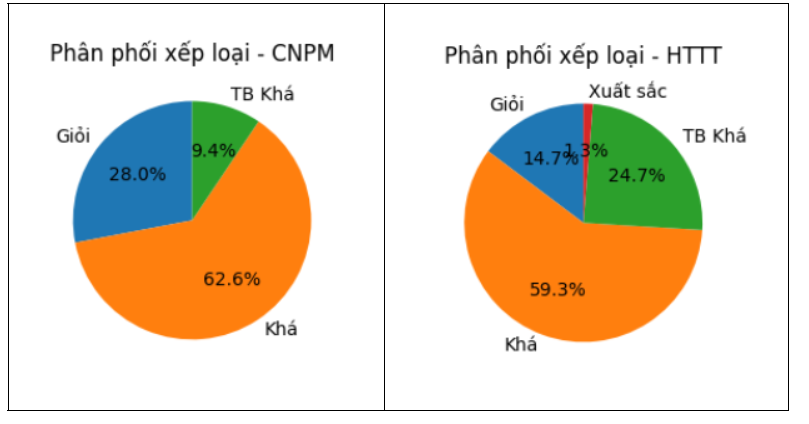 Phân phối xếp loại - CNPM
TB Khá
Giỏi
9.4%
28.0%
62.6%
Khá
Phân phối xếp loại - HTTT
Xuất sắc
Giỏi
TB Khá
1.3%
14.7%
24.7%
59.3%
Khá